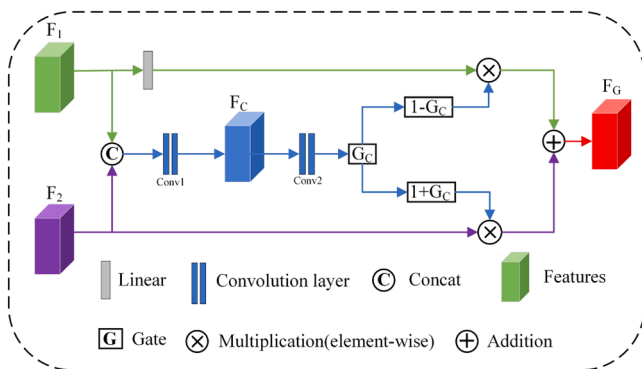 F1
FC
FG
1-GC
C
GC
Conv1
Conv2
F2
1+GC
Linear
Convolution layer
C Concat
Features
G Gate
Multiplication(element-wise)
Addition